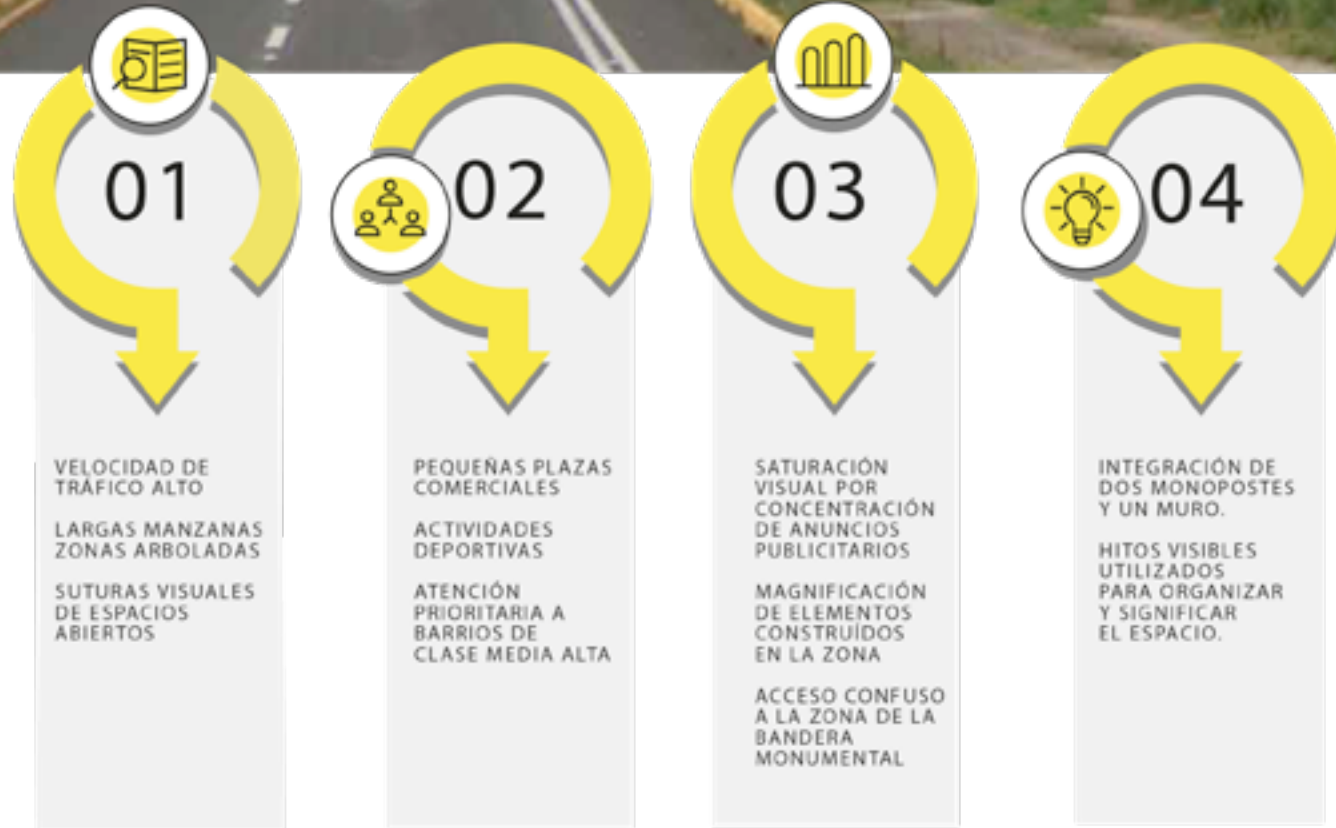 01
VELOCIDAD DE
TRÁFICO ALTO
LARGAS MANZANAS
ZONAS ARBOLADAS
SUTURAS VISUALES
DE ESPACIOS
ABIERTOS
02
PEQUEÑAS PLAZAS
COMERCIALES
ACTIVIDADES
DEPORTIVAS
ATENCIÓN
PRIORITARIA A
BARRIOS DE
CLASE MEDIA ALTA
03
SATURACIÓN
VISUAL POR
CONCENTRACIÓN
DE ANUNCIOS
PUBLICITARIOS
MAGNIFICACIÓN
DE ELEMENTOS
CONSTRUÍDOS
EN LA ZONA
ACCESO CONFUSO
A LA ZONA DE LA
BANDERA
MONUMENTAL
04
INTEGRACIÓN DE
DOS MONOPOSTES
Y UN MURO.
HITOS VISIBLES
UTILIZADOS
PARA ORGANIZAR
Y SIGNIFICAR
EL ESPACIO.